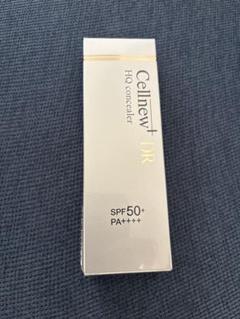 Cellnew+ DR
HQ concealer
SPF50+
PA++++